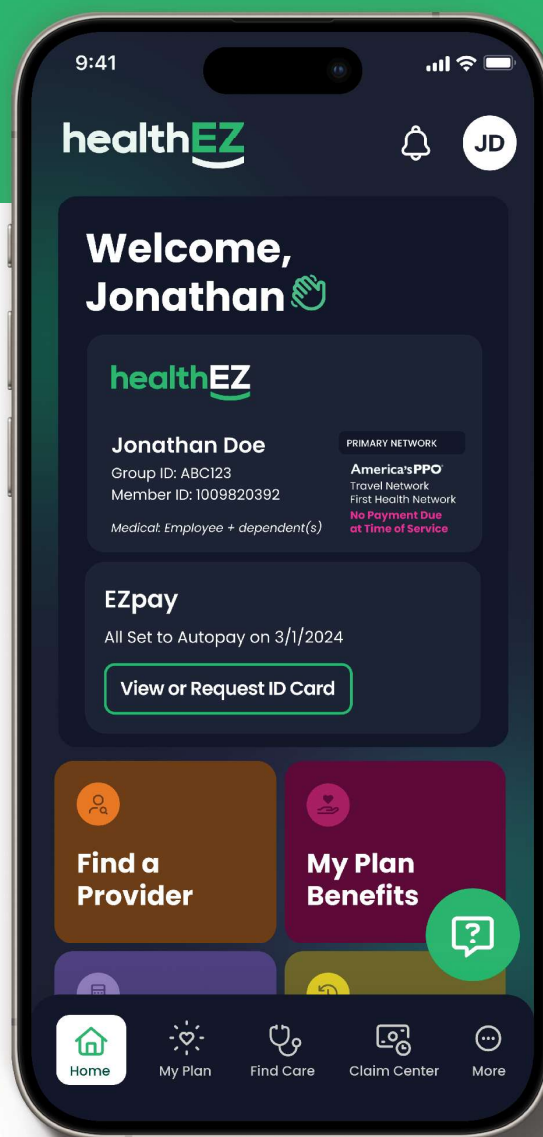 9:41
healthEZ
JD
Welcome,
Jonathan
healthEZ
Jonathan Doe
Group ID: ABC123
Member ID: 1009820392
Medical: Employee + dependent(s)
PRIMARY NETWORK
America'sPPO
Travel Network
First Health Network
No Payment Due
at Time of Service
EZpay
All Set to Autopay on 3/1/2024
View or Request ID Card
Find a
Provider
My Plan
Benefits
?
Home
My Plan
Find Care
Claim Center
More